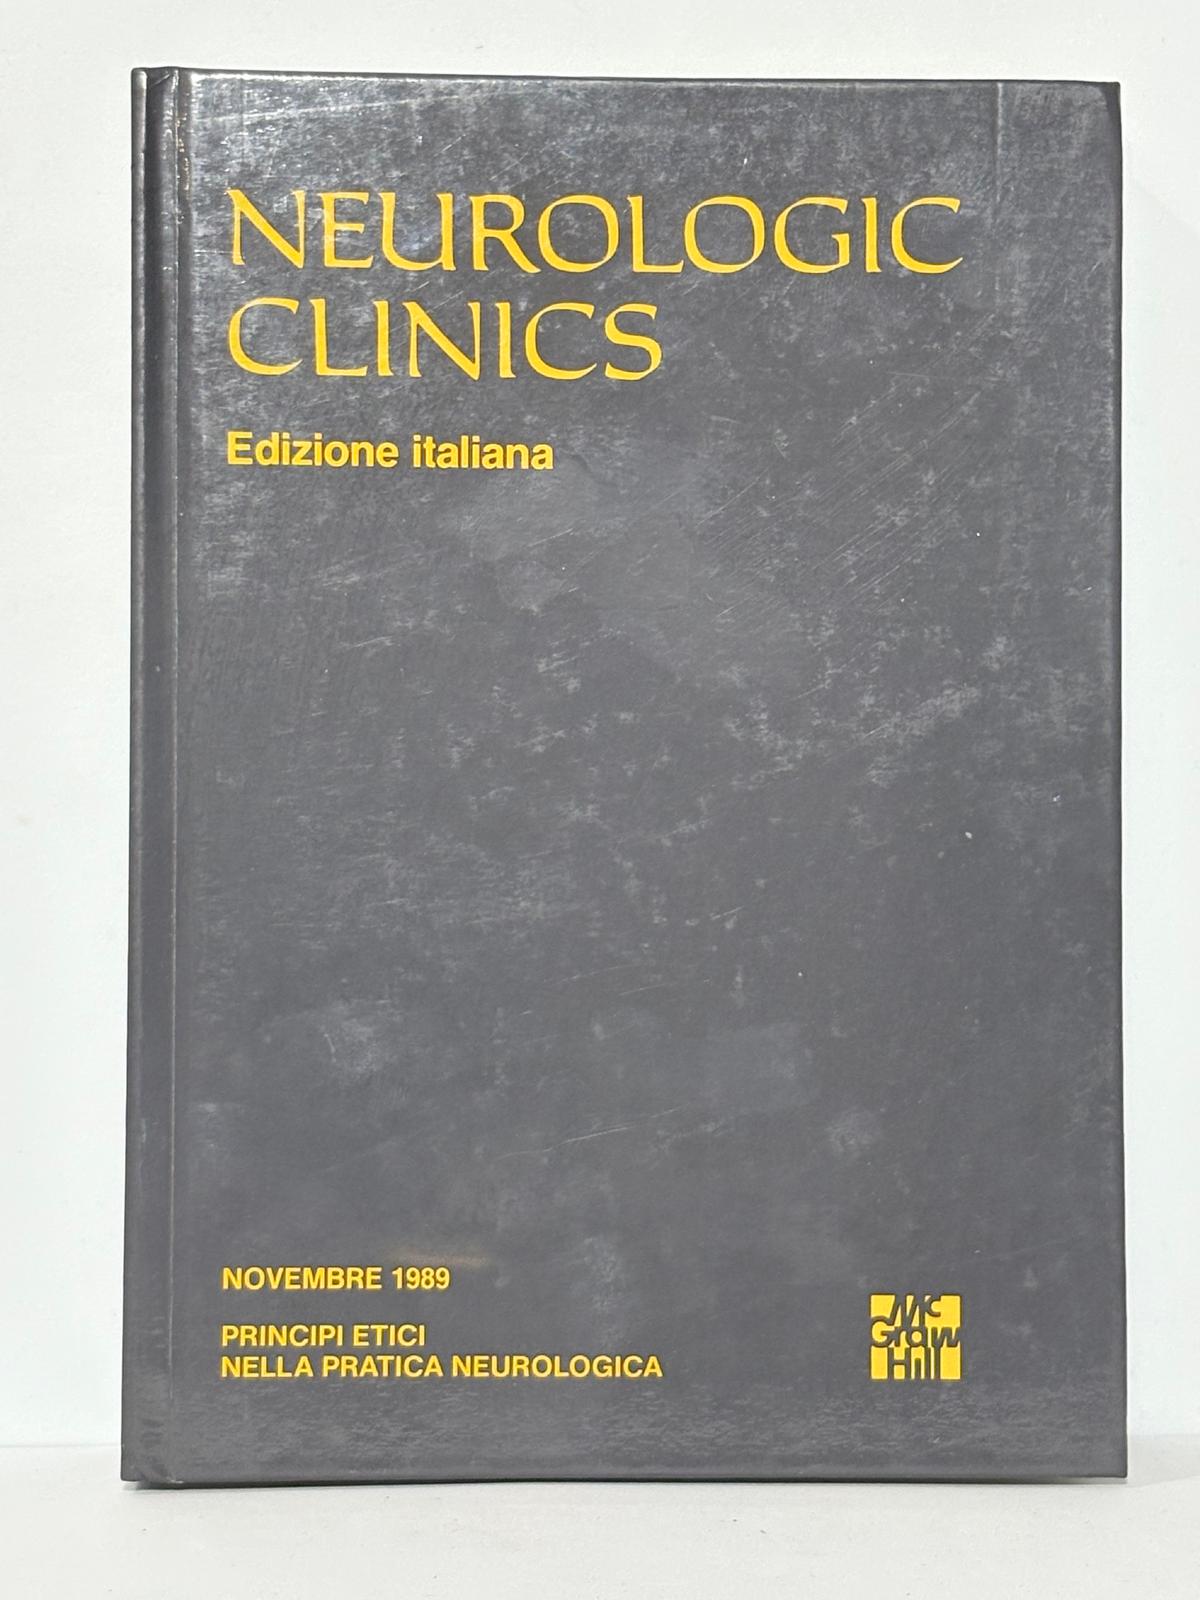 NEUROLOGIC
CLINICS
Edizione italiana
NOVEMBRE 1989
PRINCIPI ETICI
NELLA PRATICA NEUROLOGICA
Mc
Graw
Hill